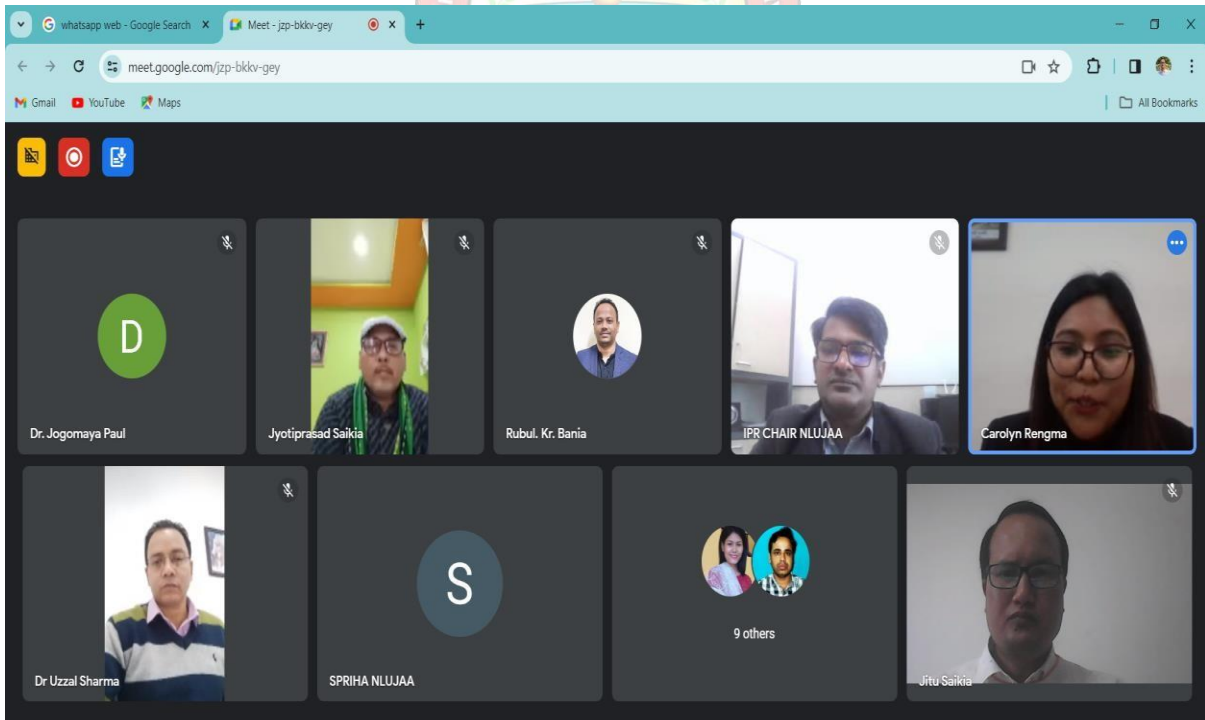 whatsapp web - Google Search
Meet - jzp-bkkv-gey
meet.google.com/jzp-bkkv-gey
Gmail YouTube Maps
All Bookmarks
D
Dr. Jogomaya Paul
Jyotiprasad Saikia
Rubul. Kr. Bania
IPR CHAIR NLUJAA
Carolyn Rengma
Dr Uzzal Sharma
S
SPRIHA NLUJAA
9 others
Jitu Saikia